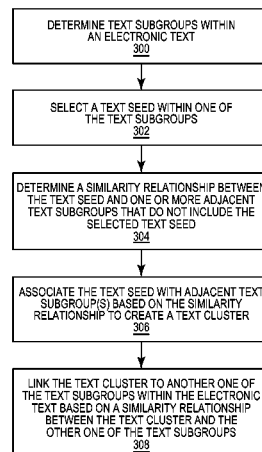 DETERMINE TEXT SUBGROUPS WITHIN
AN ELECTRONIC TEXT
300
SELECT A TEXT SEED WITHIN ONE OF
THE TEXT SUBGROUPS
302
DETERMINE A SIMILARITY RELATIONSHIP BETWEEN
THE TEXT SEED AND ONE OR MORE ADJACENT
TEXT SUBGROUPS THAT DO NOT INCLUDE THE
SELECTED TEXT SEED
304
ASSOCIATE THE TEXT SEED WITH ADJACENT TEXT
SUBGROUP(S) BASED ON THE SIMILARITY
RELATIONSHIP TO CREATE A TEXT CLUSTER
306
LINK THE TEXT CLUSTER TO ANOTHER ONE OF
THE TEXT SUBGROUPS WITHIN THE ELECTRONIC
TEXT BASED ON A SIMILARITY RELATIONSHIP
BETWEEN THE TEXT CLUSTER AND THE
OTHER ONE OF THE TEXT SUBGROUPS
308